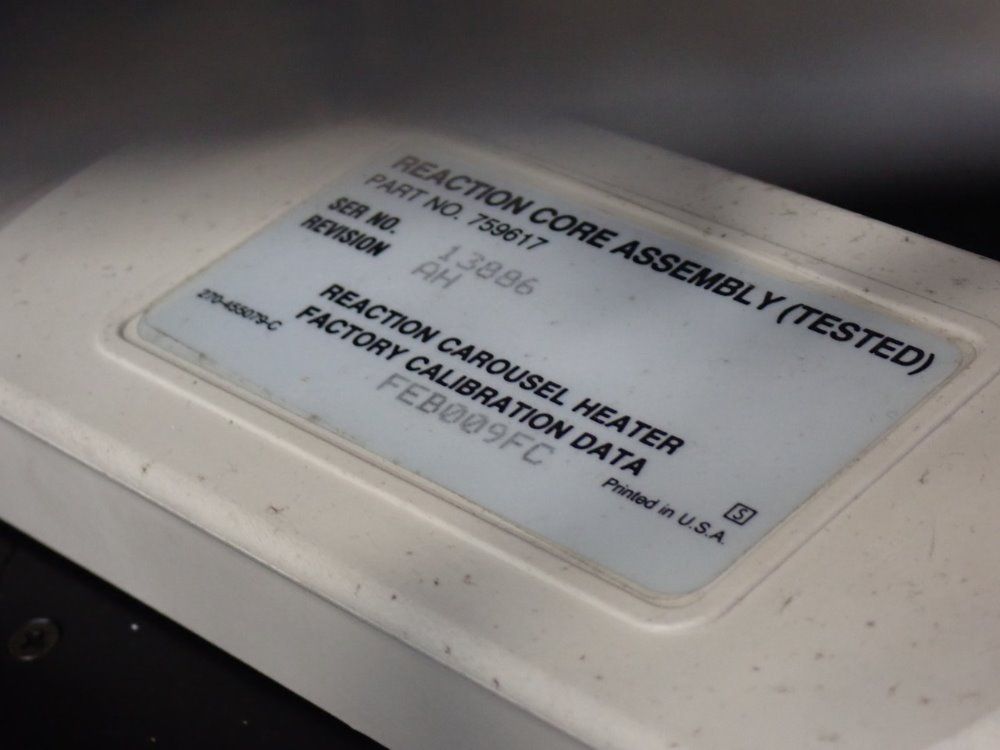 REACTION CORE ASSEMBLY (TESTED)
PART NO. 759617
SER NO. 13886
REVISION AH
REACTION CAROUSEL HEATER
FACTORY CALIBRATION DATA
FEB009FC
270-455079-C
Printed in U.S.A.
S